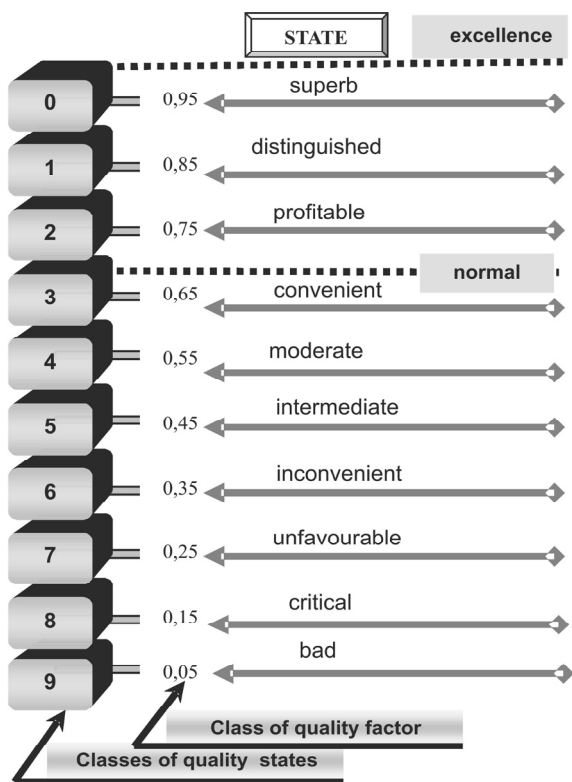 STATE excellence
0 0,95 superb
1 0,85 distinguished
2 0,75 profitable
normal
3 0,65 convenient
4 0,55 moderate
5 0,45 intermediate
6 0,35 inconvenient
7 0,25 unfavourable
8 0,15 critical
9 0,05 bad
Class of quality factor
Classes of quality states